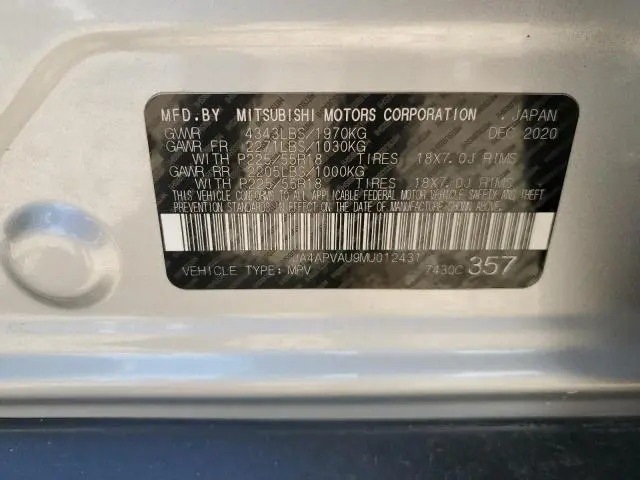 MFD.BY MITSUBISHI MOTORS CORPORATION . JAPAN
GVWR 4343LBS/1970KG DEC 2020
GAWR FR 2271LBS/1030KG
WITH P225/55R18 TIRES 18X7.0J RIMS
GAWR RR 2205LBS/1000KG
WITH P225/55R18 TIRES 18X7.0J RIMS
THIS VEHICLE CONFORMS TO ALL APPLICABLE FEDERAL MOTOR VEHICLE SAFETY AND THEFT
PREVENTION STANDARDS IN EFFECT ON THE DATE OF MANUFACTURE SHOWN ABOVE.
JA4APVAU9MU012431
VEHICLE TYPE:MPV 7430C 357